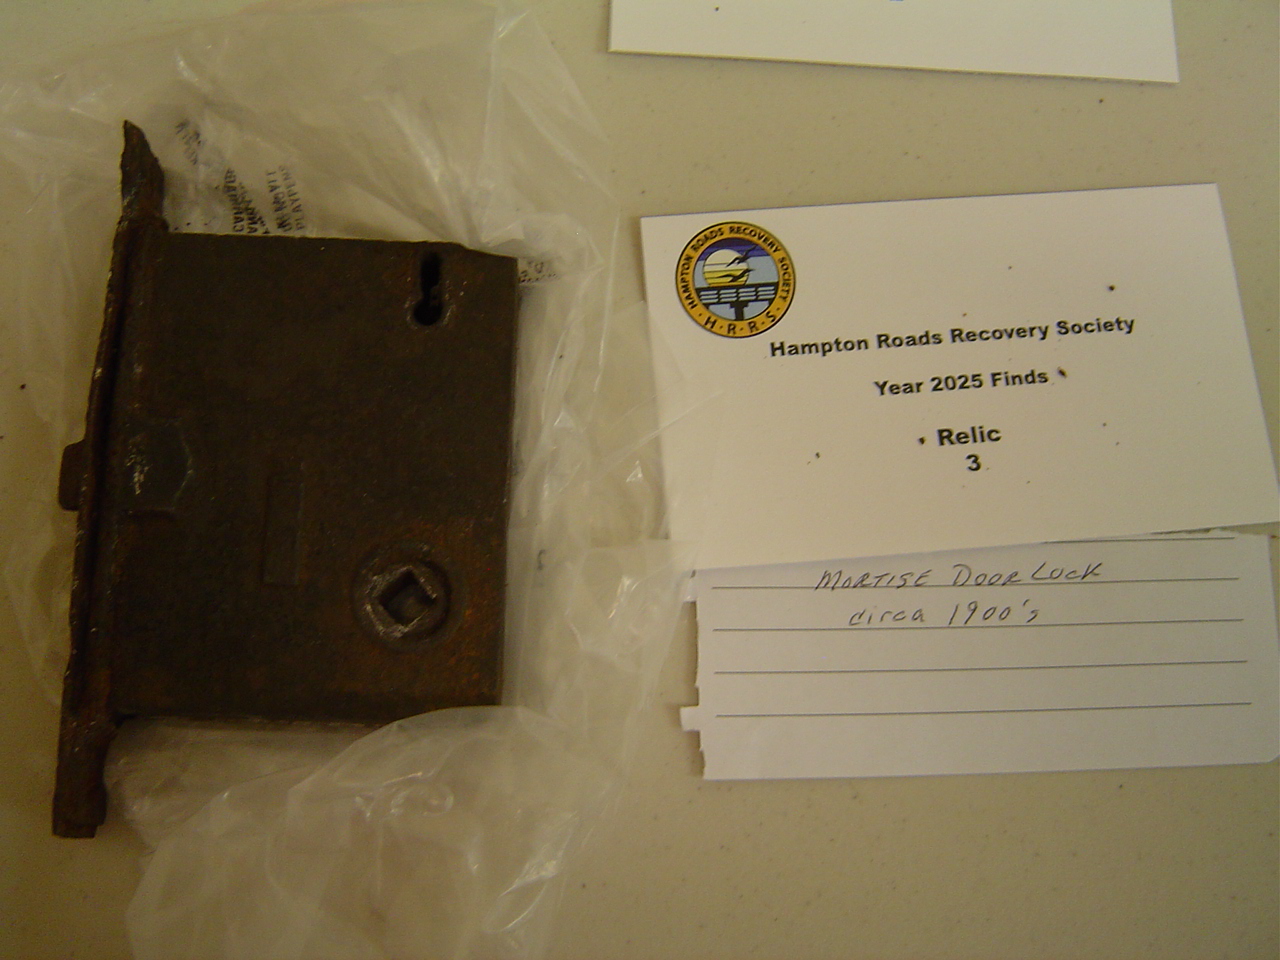 HAMPTON ROADS RECOVERY SOCIETY
· H · R · R · S ·
Hampton Roads Recovery Society
Year 2025 Finds
Relic
3
MORTISE DOOR LOCK
circa 1900's